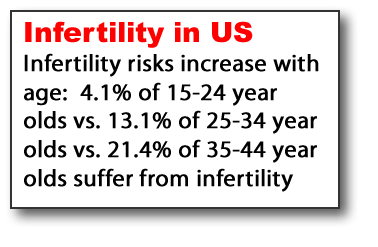 Infertility in US
Infertility risks increase with
age:  4.1% of 15-24 year
olds vs. 13.1% of 25-34 year
olds vs. 21.4% of 35-44 year
olds suffer from infertility